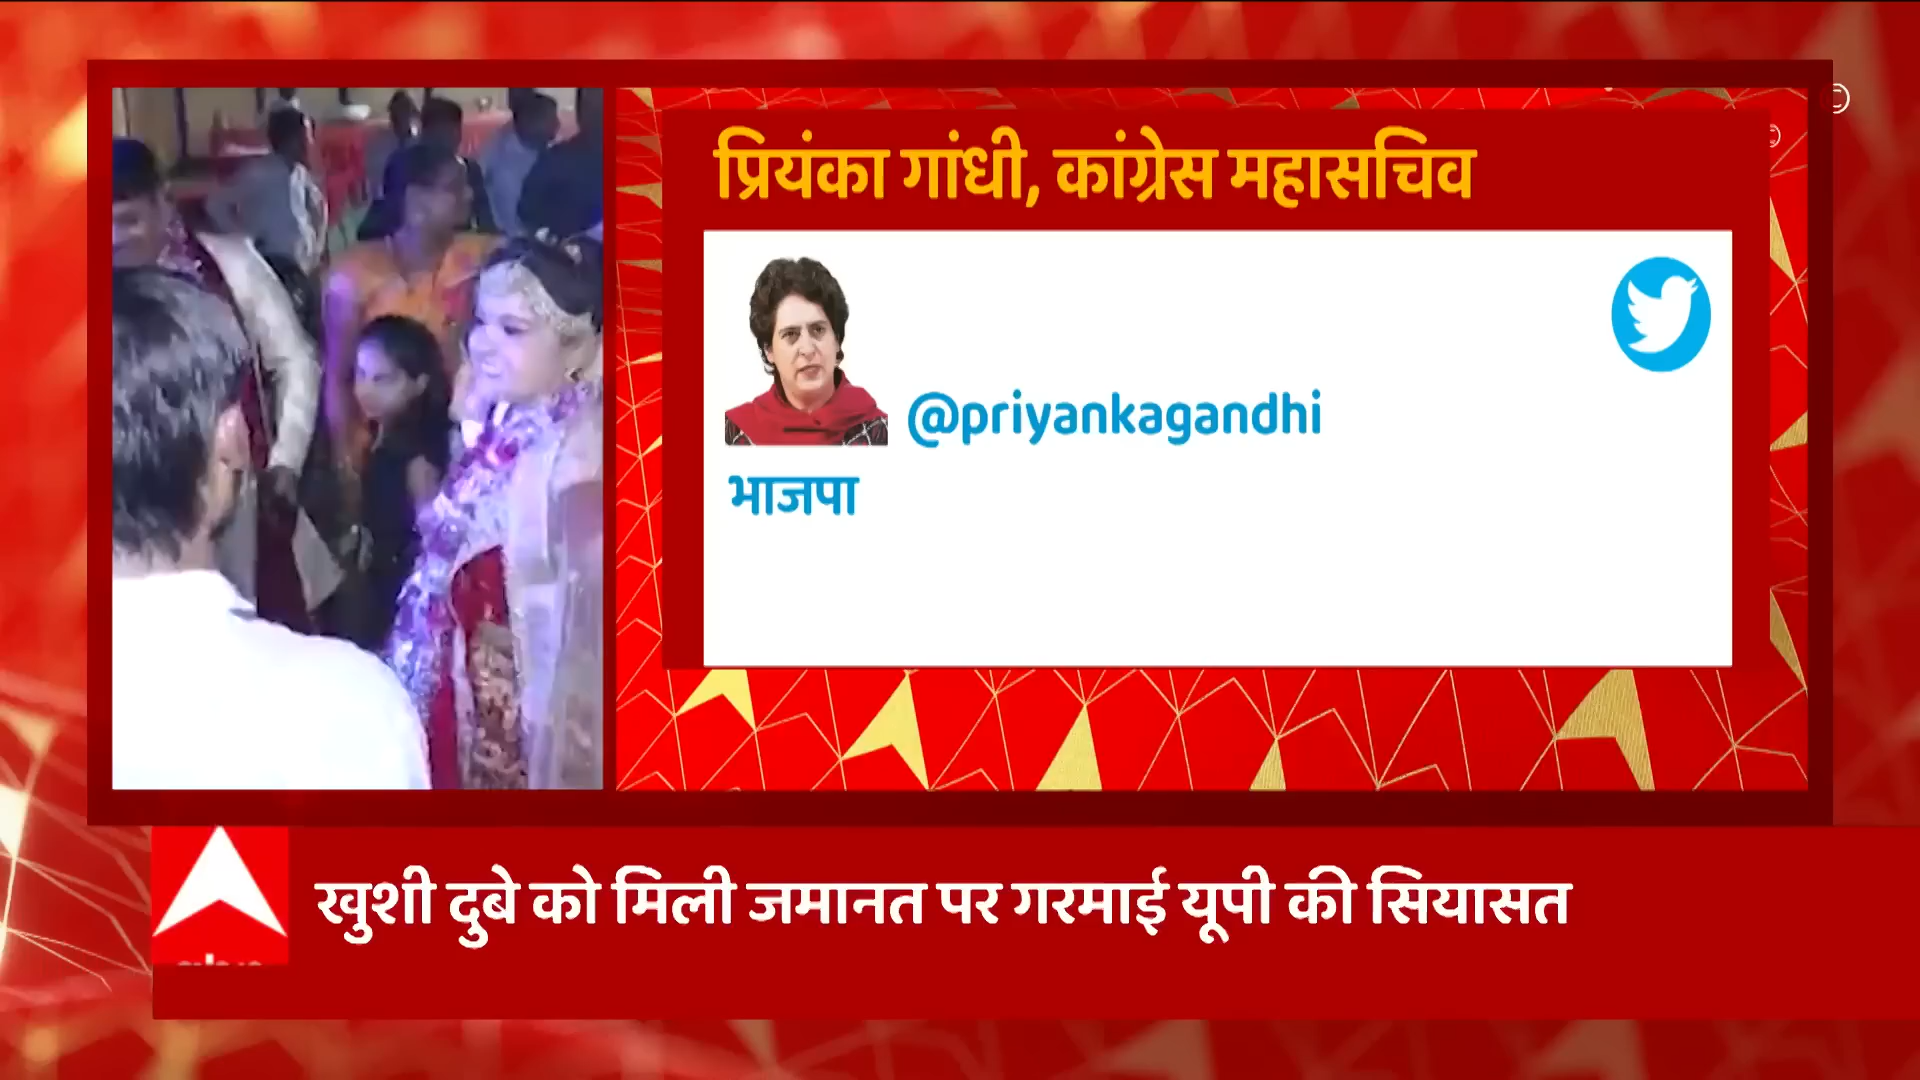 प्रियंका गांधी, कांग्रेस महासचिव
@priyankagandhi
भाजपा
खुशी दुबे को मिली जमानत पर गरमाई यूपी की सियासत